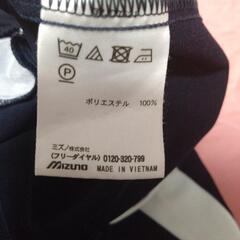 40
P
ポリエステル 100%
ミズノ株式会社
(フリーダイヤル) 0120-320-799
MIZUNO MADE IN VIETNAM